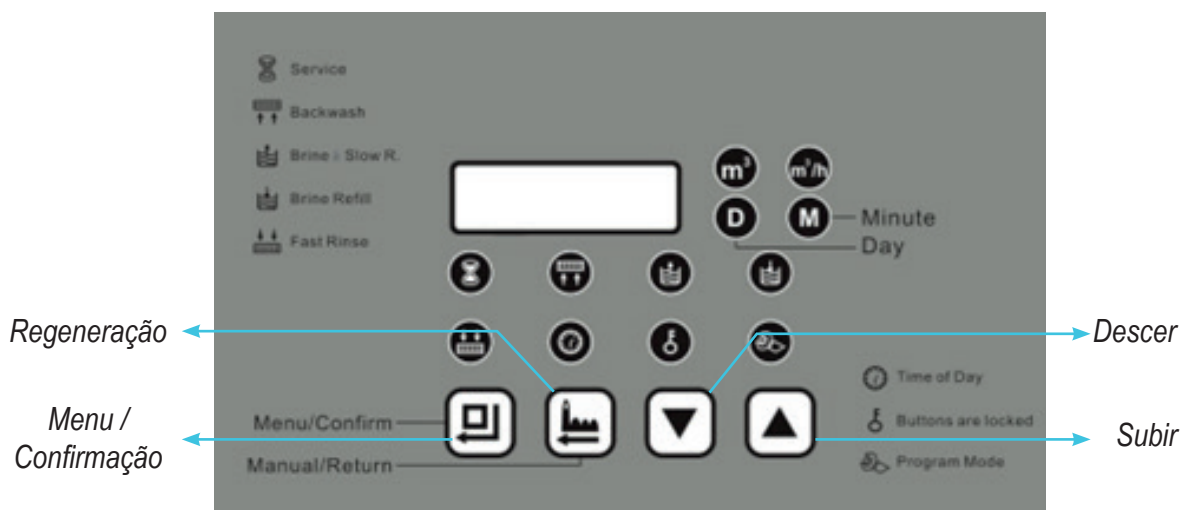 Service
Backwash
Brine & Slow R.
Brine Refill
Fast Rinse
m³
m³/h
D
M
Minute
Day
Regeneração
Descer
Menu /
Confirmação
Menu/Confirm
Manual/Return
Time of Day
Buttons are locked
Program Mode
Subir